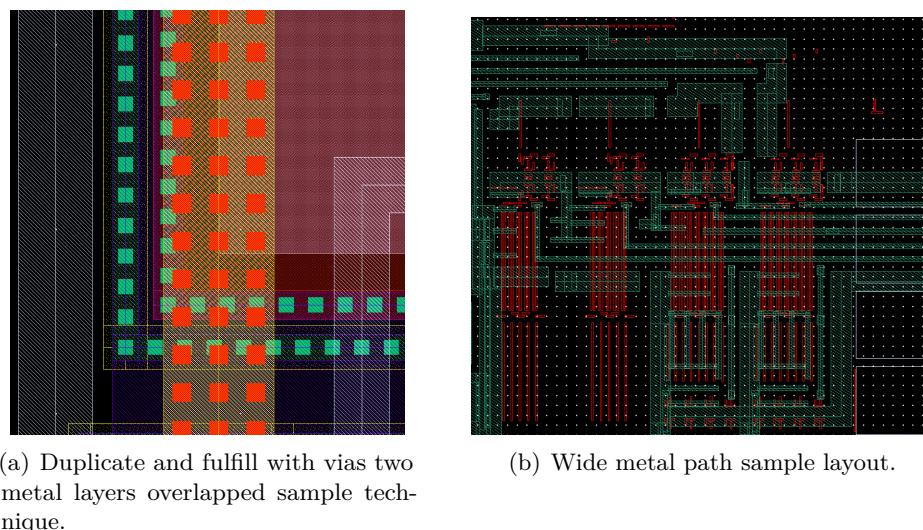 a) Duplicate and fulfill with vias two
metal layers overlapped sample tech-
nique.
(b) Wide metal path sample layout.